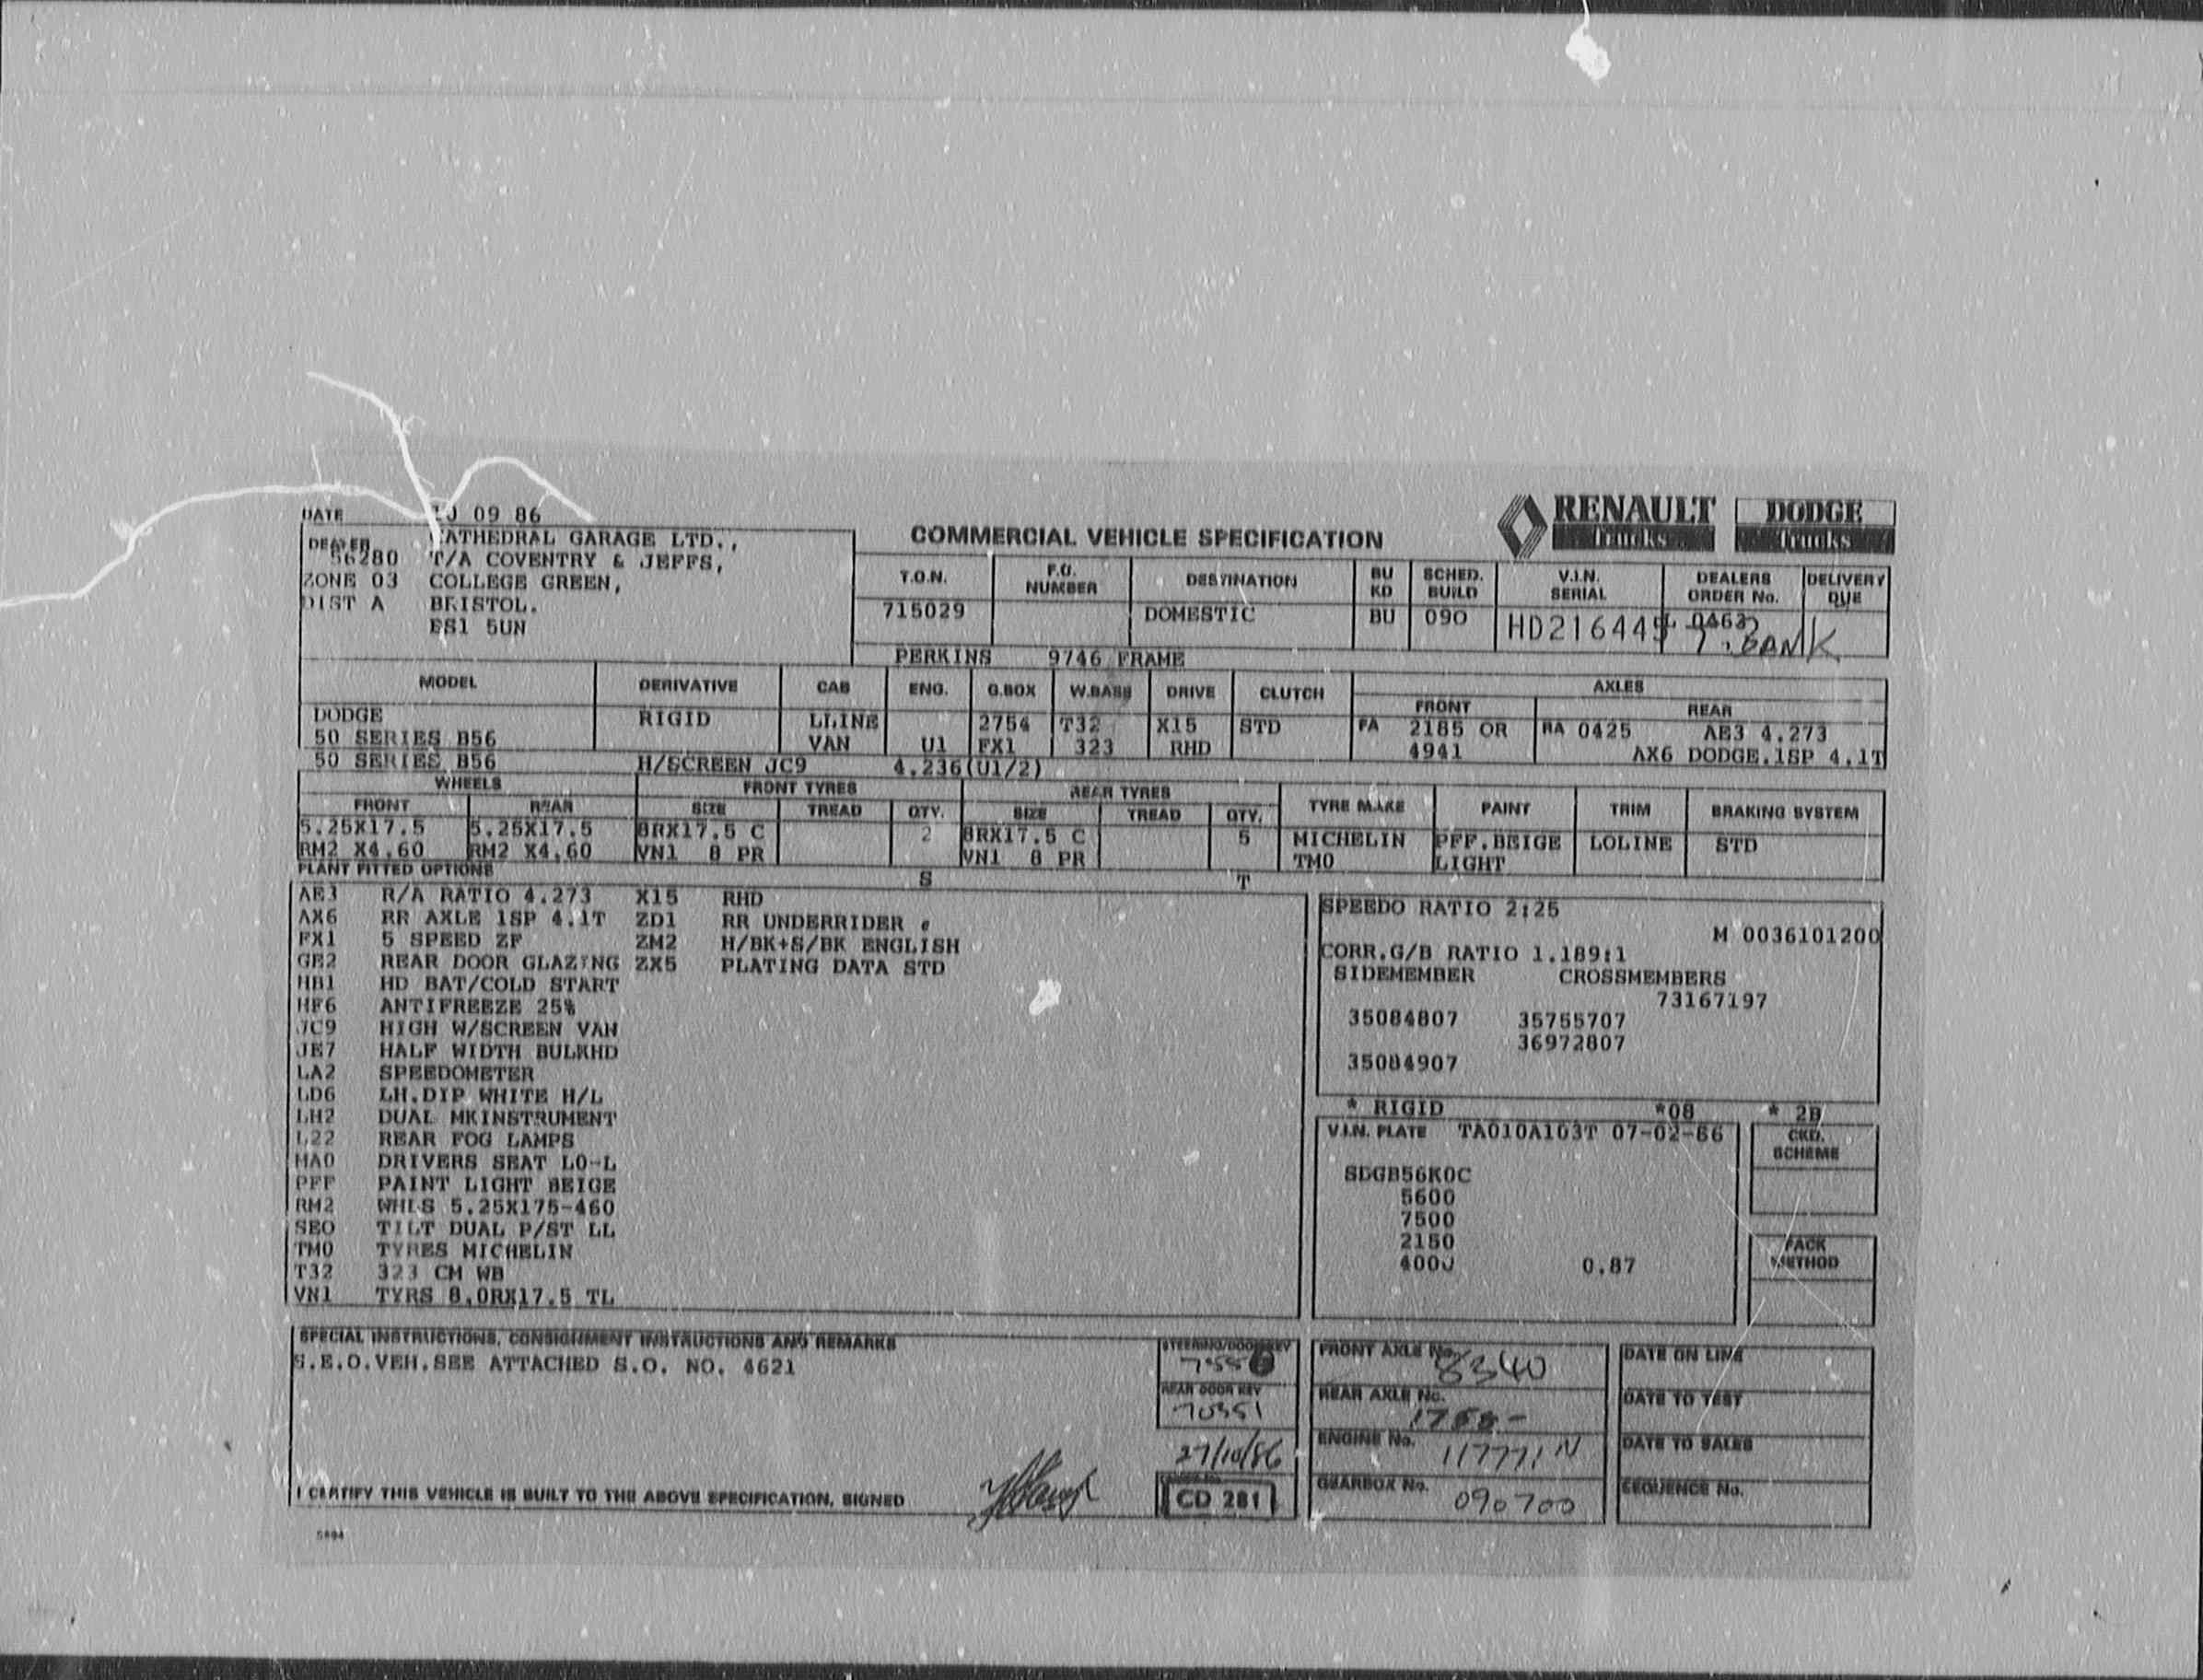 DATE 09 86
RENAULT Trucks
DODGE Trucks
COMMERCIAL VEHICLE SPECIFICATION
DEALER CATHEDRAL GARAGE LTD.,
56280 T/A COVENTRY & JEFFS,
ZONE 03 COLLEGE GREEN,
DIST A BRISTOL.
5UN
T.O.N. F.O. NUMBER DESTINATION BU KD SCHED. BUILD V.I.N. SERIAL DEALERS ORDER No. DELIVERY DUE
715029 DOMESTIC BU 090 HD216445 0463
PERKINS 9746 FRAME
MODEL DERIVATIVE CAB ENG. G.BOX W.BASE DRIVE CLUTCH AXLES
FRONT REAR
DODGE RIGID LLINE 2754 T32 X15 STD FA 2185 OR RA 0425 AE3 4.273
50 SERIES B56 VAN U1 FX1 323 RHD 4941 AX6 DODGE.1SP 4.1T
50 SERIES B56 H/SCREEN JC9 4.236(U1/2)
WHEELS FRONT TYRES REAR TYRES TYRE MAKE PAINT TRIM BRAKING SYSTEM
FRONT REAR SIZE TREAD QTY. SIZE TREAD QTY.
5.25X17.5 5.25X17.5 8RX17.5 C 2 8RX17.5 C 5 MICHELIN PFF.BEIGE LOLINE STD
RM2 X4.60 RM2 X4.60 VN1 8 PR VN1 8 PR TM0 LIGHT
PLANT FITTED OPTIONS S T
AE3 R/A RATIO 4.273 X15 RHD
AX6 RR AXLE 1SP 4.1T ZD1 RR UNDERRIDER
FX1 5 SPEED ZF ZM2 H/BK+S/BK ENGLISH
GE2 REAR DOOR GLAZING ZX5 PLATING DATA STD
HB1 HD BAT/COLD START
HF6 ANTIFREEZE 25%
JC9 HIGH W/SCREEN VAN
JE7 HALF WIDTH BULKHD
LA2 SPEEDOMETER
LD6 LH.DIP WHITE H/L
LH2 DUAL MKINSTRUMENT
L22 REAR FOG LAMPS
MA0 DRIVERS SEAT LO-L
PFF PAINT LIGHT BEIGE
RM2 WHLS 5.25X175-460
SE0 TILT DUAL P/ST LL
TM0 TYRES MICHELIN
T32 323 CM WB
VN1 TYRS 8.0RX17.5 TL
SPEEDO RATIO 2:25
M 0036101200
CORR.G/B RATIO 1.189:1
SIDEMEMBER CROSSMEMBERS
73167197
35084807 35755707
36972807
35084907
* RIGID *08 * 2B
V.I.N. PLATE TA010A103T 07-02-86
CKD. SCHEME
SDGB56K0C
5600
7500
2150
4000 0.87
PACK METHOD
SPECIAL INSTRUCTIONS, CONSIGNMENT INSTRUCTIONS AND REMARKS
S.E.O.VEH.SEE ATTACHED S.O. NO. 4621
STEERING/DOOR KEY
REAR DOOR KEY
70351
27/10/86
CD 281
FRONT AXLE No. 8340
REAR AXLE No.
ENGINE No. 117771 N
GEARBOX No. 090700
DATE ON LINE
DATE TO TEST
DATE TO SALES
SEQUENCE No.
I CERTIFY THIS VEHICLE IS BUILT TO THE ABOVE SPECIFICATION, SIGNED